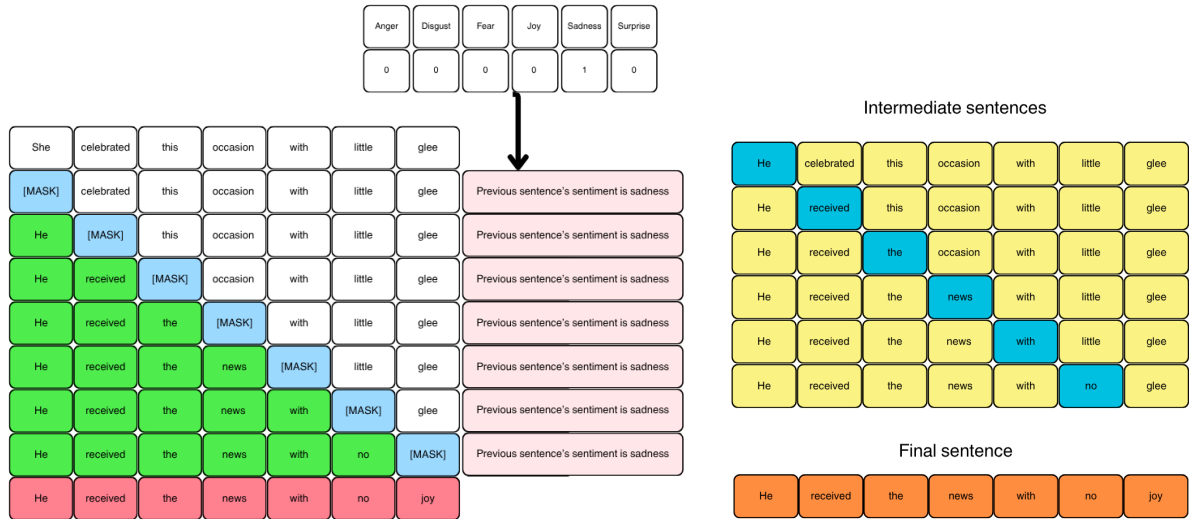 Anger Disgust Fear Joy Sadness Surprise
0 0 0 0 1 0
She celebrated this occasion with little glee
[MASK] celebrated this occasion with little glee Previous sentence's sentiment is sadness
He [MASK] this occasion with little glee Previous sentence's sentiment is sadness
He received [MASK] occasion with little glee Previous sentence's sentiment is sadness
He received the [MASK] with little glee Previous sentence's sentiment is sadness
He received the news [MASK] little glee Previous sentence's sentiment is sadness
He received the news with [MASK] glee Previous sentence's sentiment is sadness
He received the news with no [MASK] Previous sentence's sentiment is sadness
He received the news with no joy
Intermediate sentences
He celebrated this occasion with little glee
He received this occasion with little glee
He received the occasion with little glee
He received the news with little glee
He received the news with little glee
He received the news with no glee
Final sentence
He received the news with no joy